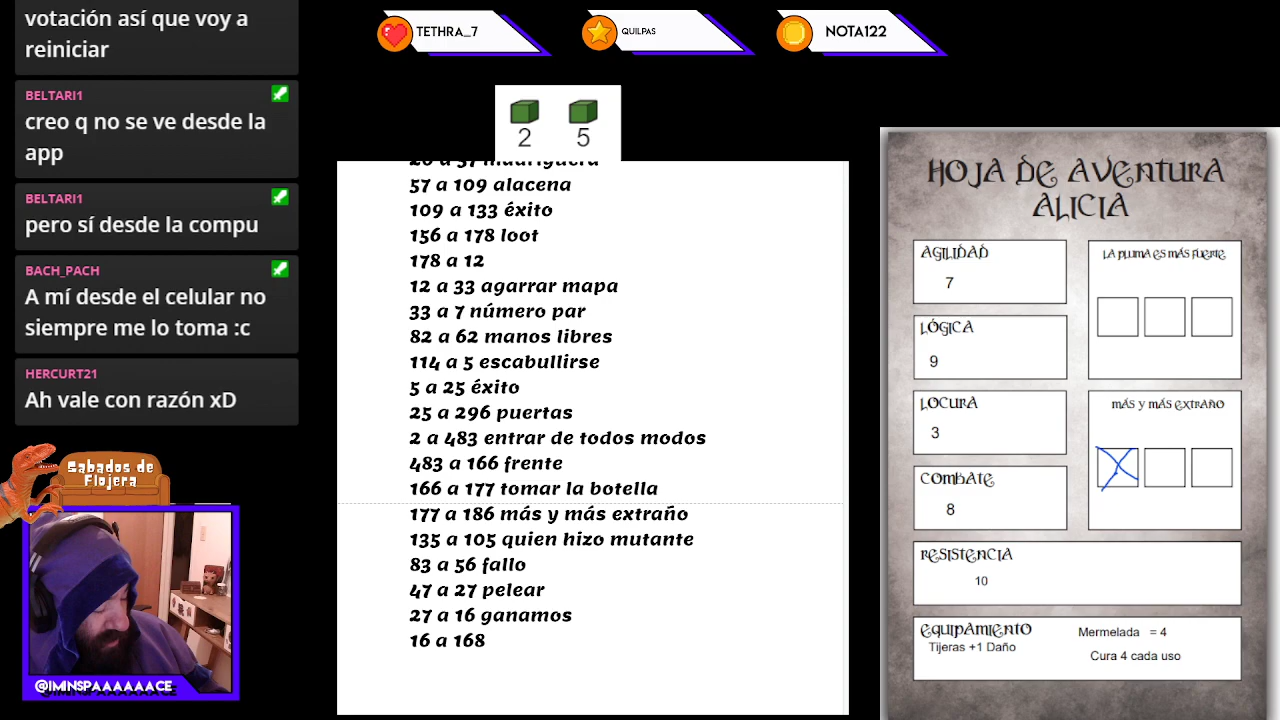 votación así que voy a
reiniciar
BELTARI1
creo q no se ve desde la
app
BELTARI1
pero sí desde la compu
BACH_PACH
A mí desde el celular no
siempre me lo toma :c
HERCURT21
Ah vale con razón xD
Sabados de
Flojera
@IMINSPAAAAAACE
TETHRA_7
QUILPAS
NOTA122
2 5
57 a 109 alacena
109 a 133 éxito
156 a 178 loot
178 a 12
12 a 33 agarrar mapa
33 a 7 número par
82 a 62 manos libres
114 a 5 escabullirse
5 a 25 éxito
25 a 296 puertas
2 a 483 entrar de todos modos
483 a 166 frente
166 a 177 tomar la botella
177 a 186 más y más extraño
135 a 105 quien hizo mutante
83 a 56 fallo
47 a 27 pelear
27 a 16 ganamos
16 a 168
HOJA DE AVENTURA
ALICIA
AGILIDAD
7
LÓGICA
9
LOCURA
3
COMBATE
8
LA PLUMA ES MÁS FUERTE
MÁS Y MÁS EXTRAÑO
RESISTENCIA
10
EQUIPAMIENTO
Tijeras +1 Daño
Mermelada = 4
Cura 4 cada uso